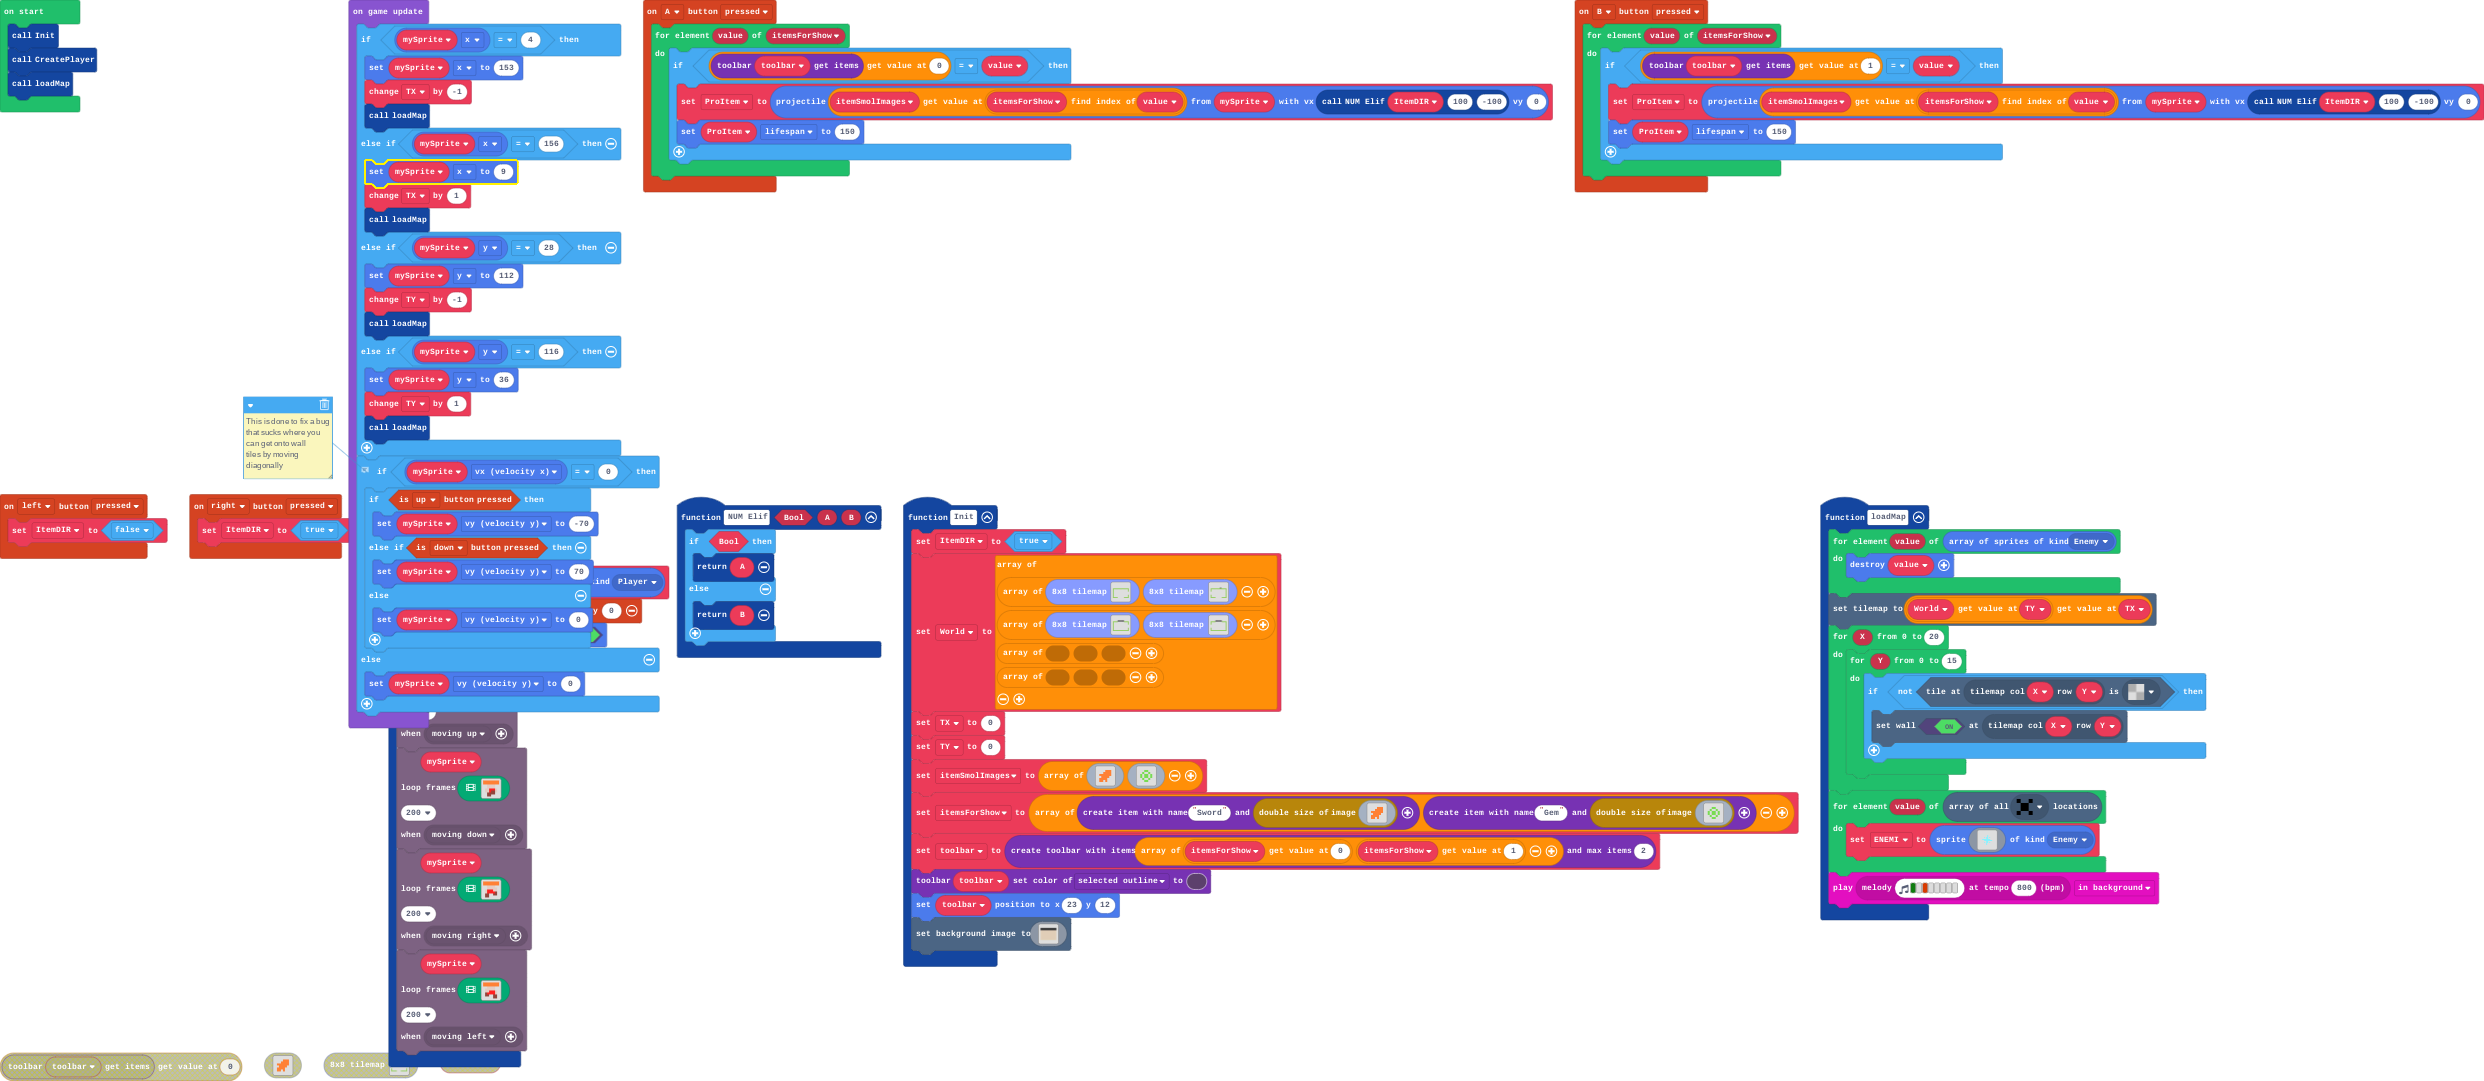 on start
call Init
call CreatePlayer
call loadMap
on game update
if mySprite x = 4 then
set mySprite x to 153
change TX by -1
call loadMap
else if mySprite x = 156 then
set mySprite x to 9
change TX by 1
call loadMap
else if mySprite y = 28 then
set mySprite y to 112
change TY by -1
call loadMap
else if mySprite y = 116 then
set mySprite y to 36
change TY by 1
call loadMap
if mySprite vx (velocity x) = 0 then
if is up button pressed then
set mySprite vy (velocity y) to -70
else if is down button pressed then
set mySprite vy (velocity y) to 70
else
set mySprite vy (velocity y) to 0
else
set mySprite vy (velocity y) to 0
This is done to fix a bug
that sucks where you
can get onto wall
tiles by moving
diagonally
on left button pressed
set ItemDIR to false
on right button pressed
set ItemDIR to true
ind Player
y 0
when moving up
mySprite
loop frames
200
when moving down
mySprite
loop frames
200
when moving right
mySprite
loop frames
200
when moving left
toolbar toolbar get items get value at 0
8x8 tilemap
on A button pressed
for element value of itemsForShow
do
if toolbar toolbar get items get value at 0 = value then
set ProItem to projectile itemSmolImages get value at itemsForShow find index of value from mySprite with vx call NUM Elif ItemDIR 100 -100 vy 0
set ProItem lifespan to 150
on B button pressed
for element value of itemsForShow
do
if toolbar toolbar get items get value at 1 = value then
set ProItem to projectile itemSmolImages get value at itemsForShow find index of value from mySprite with vx call NUM Elif ItemDIR 100 -100 vy 0
set ProItem lifespan to 150
function NUM Elif Bool A B
if Bool then
return A
else
return B
function Init
set ItemDIR to true
set World to
array of
array of 8x8 tilemap 8x8 tilemap
array of 8x8 tilemap 8x8 tilemap
array of
array of
set TX to 0
set TY to 0
set itemSmolImages to array of
set itemsForShow to array of create item with name "Sword" and double size of image create item with name "Gem" and double size of image
set toolbar to create toolbar with items array of itemsForShow get value at 0 itemsForShow get value at 1 and max items 2
toolbar toolbar set color of selected outline to
set toolbar position to x 23 y 12
set background image to
function loadMap
for element value of array of sprites of kind Enemy
do
destroy value
set tilemap to World get value at TY get value at TX
for X from 0 to 20
do
for Y from 0 to 15
do
if not tile at tilemap col X row Y is then
set wall ON at tilemap col X row Y
for element value of array of all locations
do
set ENEMI to sprite of kind Enemy
play melody at tempo 800 (bpm) in background